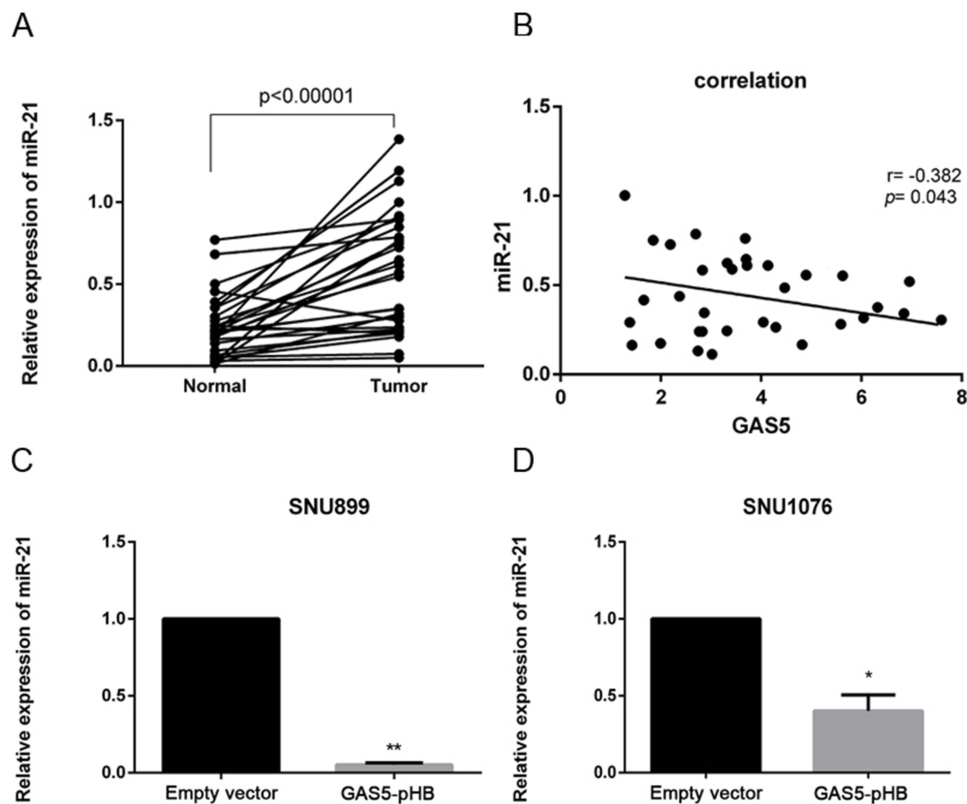 A
p<0.00001
Relative expression of miR-21
1.5
1.0
0.5
0.0
Normal Tumor
B
correlation
r= -0.382
p= 0.043
miR-21
1.5
1.0
0.5
0.0
0 2 4 6 8
GAS5
C
SNU899
Relative expression of miR-21
1.5
1.0
0.5
0.0
**
Empty vector GAS5-pHB
D
SNU1076
Relative expression of miR-21
1.5
1.0
0.5
0.0
*
Empty vector GAS5-pHB